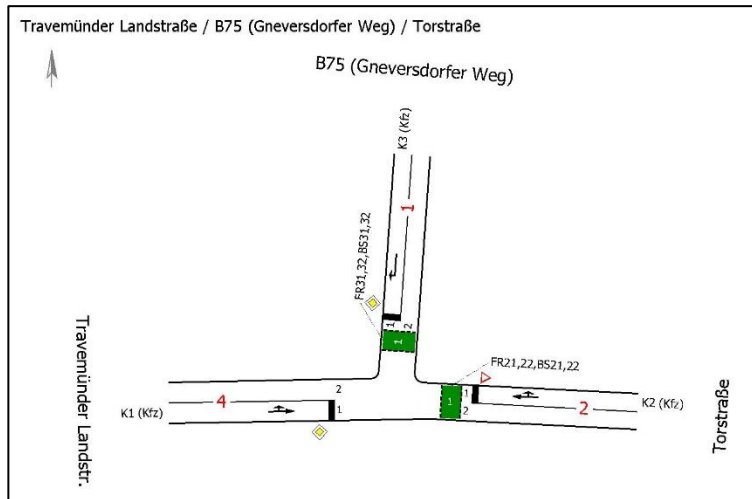 Travemünder Landstraße / B75 (Gneversdorfer Weg) / Torstraße
B75 (Gneversdorfer Weg)
K3 (Kfz)
1
FR31,32,BS31,32
1
2
1
FR21,22,BS21,22
Travemünder
Landstr.
K1 (Kfz)
4
2
1
1
1
2
2
K2 (Kfz)
Torstraße